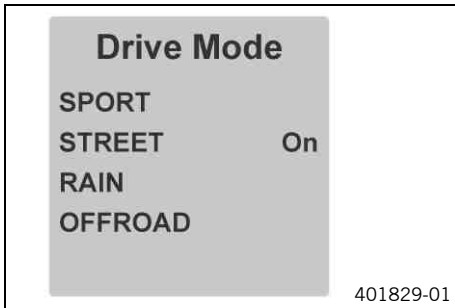 Drive Mode
SPORT
STREET On
RAIN
OFFROAD
401829-01